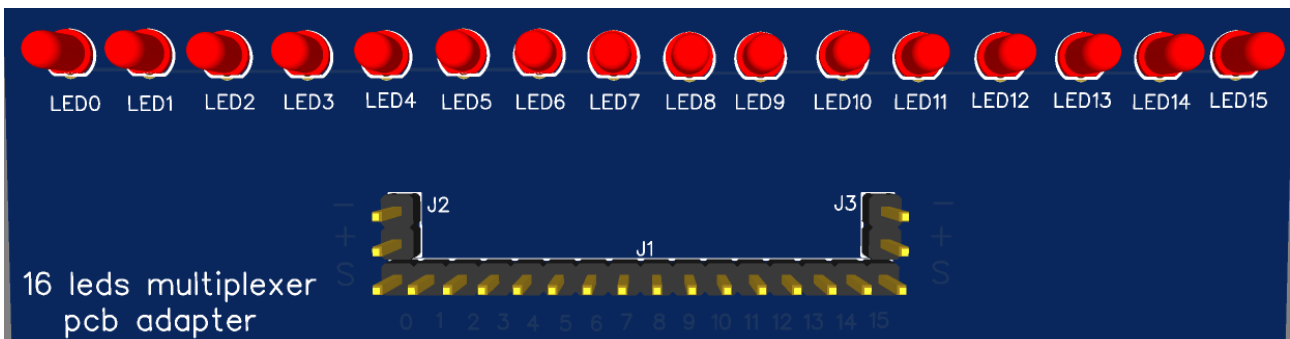 LED0 LED1 LED2 LED3 LED4 LED5 LED6 LED7 LED8 LED9 LED10 LED11 LED12 LED13 LED14 LED15
- J2 J3 -
+ +
J1
S S
16 leds multiplexer
pcb adapter
0 1 2 3 4 5 6 7 8 9 10 11 12 13 14 15